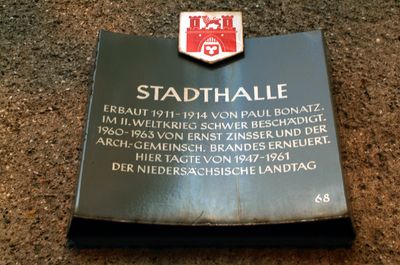 STADTHALLE
ERBAUT 1911-1914 VON PAUL BONATZ.
IM II. WELTKRIEG SCHWER BESCHÄDIGT.
1960-1963 VON ERNST ZINSSER UND DER
ARCH.-GEMEINSCH. BRANDES ERNEUERT.
HIER TAGTE VON 1947-1961
DER NIEDERSÄCHSISCHE LANDTAG
68